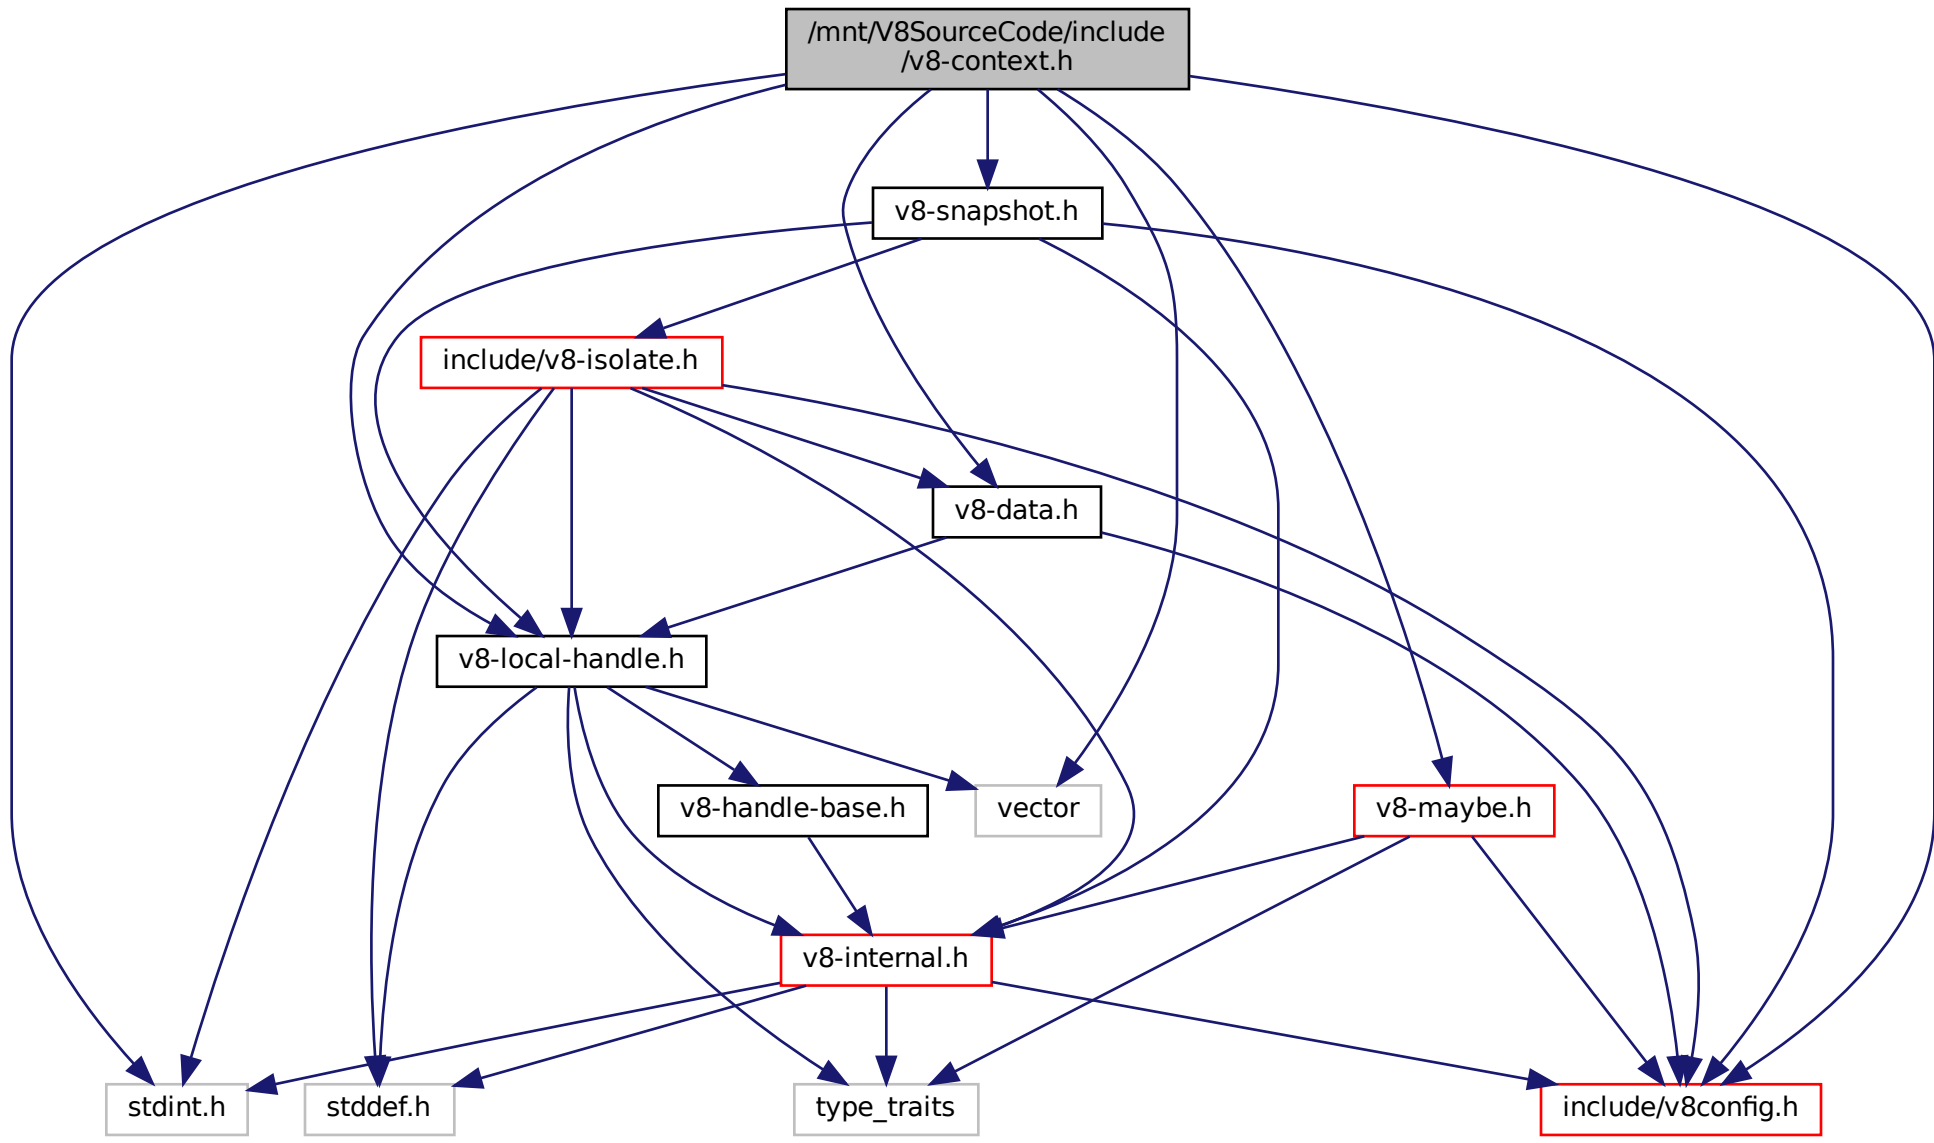 /mnt/V8SourceCode/include
/v8-context.h
v8-snapshot.h
include/v8-isolate.h
v8-data.h
v8-local-handle.h
v8-handle-base.h
vector
v8-maybe.h
v8-internal.h
stdint.h
stddef.h
type_traits
include/v8config.h